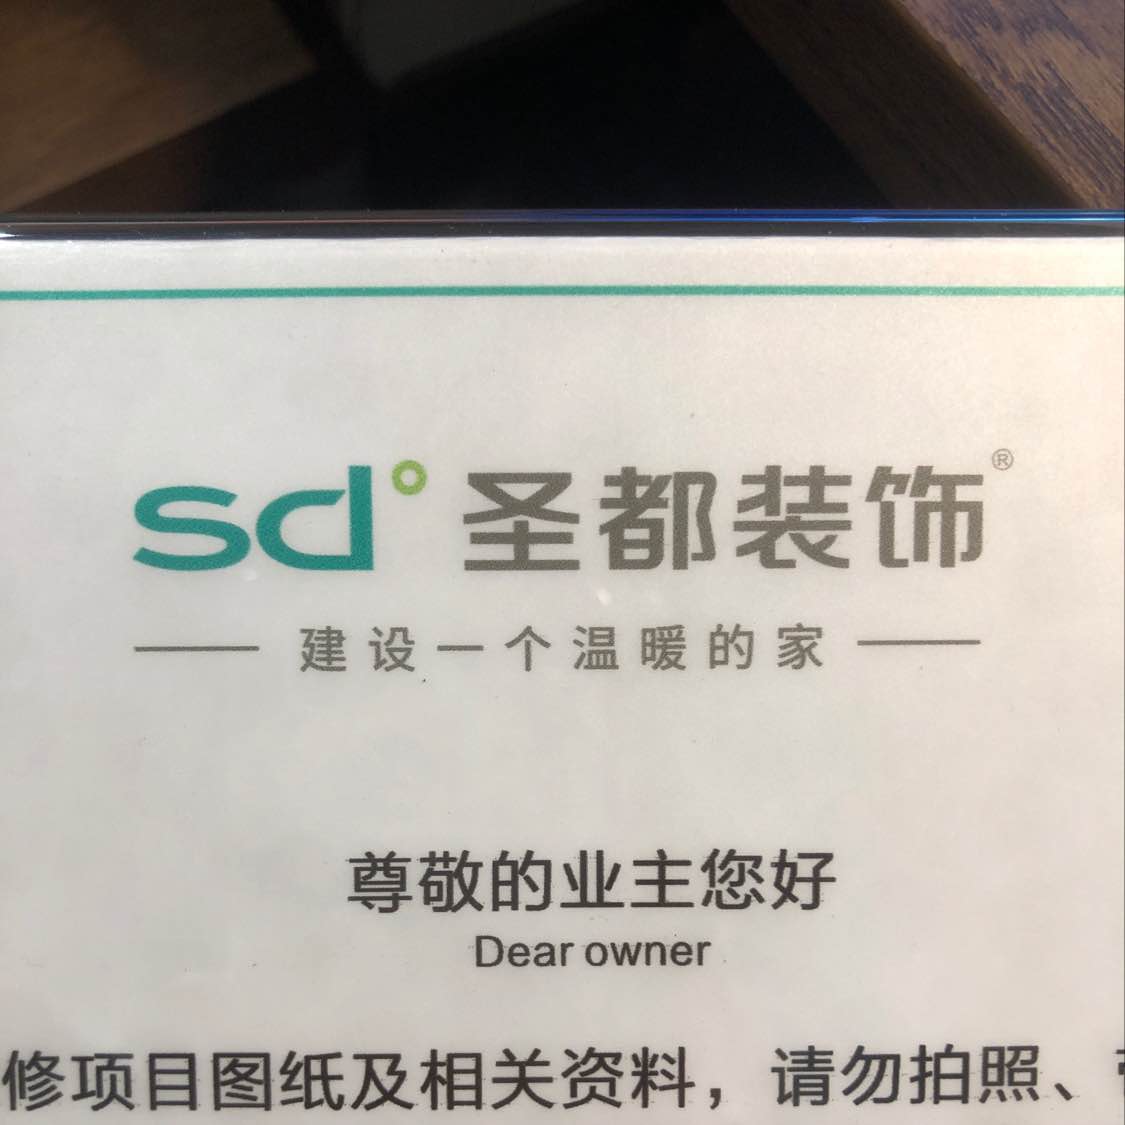 sd° 圣都装饰®
建设一个温暖的家
尊敬的业主您好
Dear owner
修项目图纸及相关资料，请勿拍照、